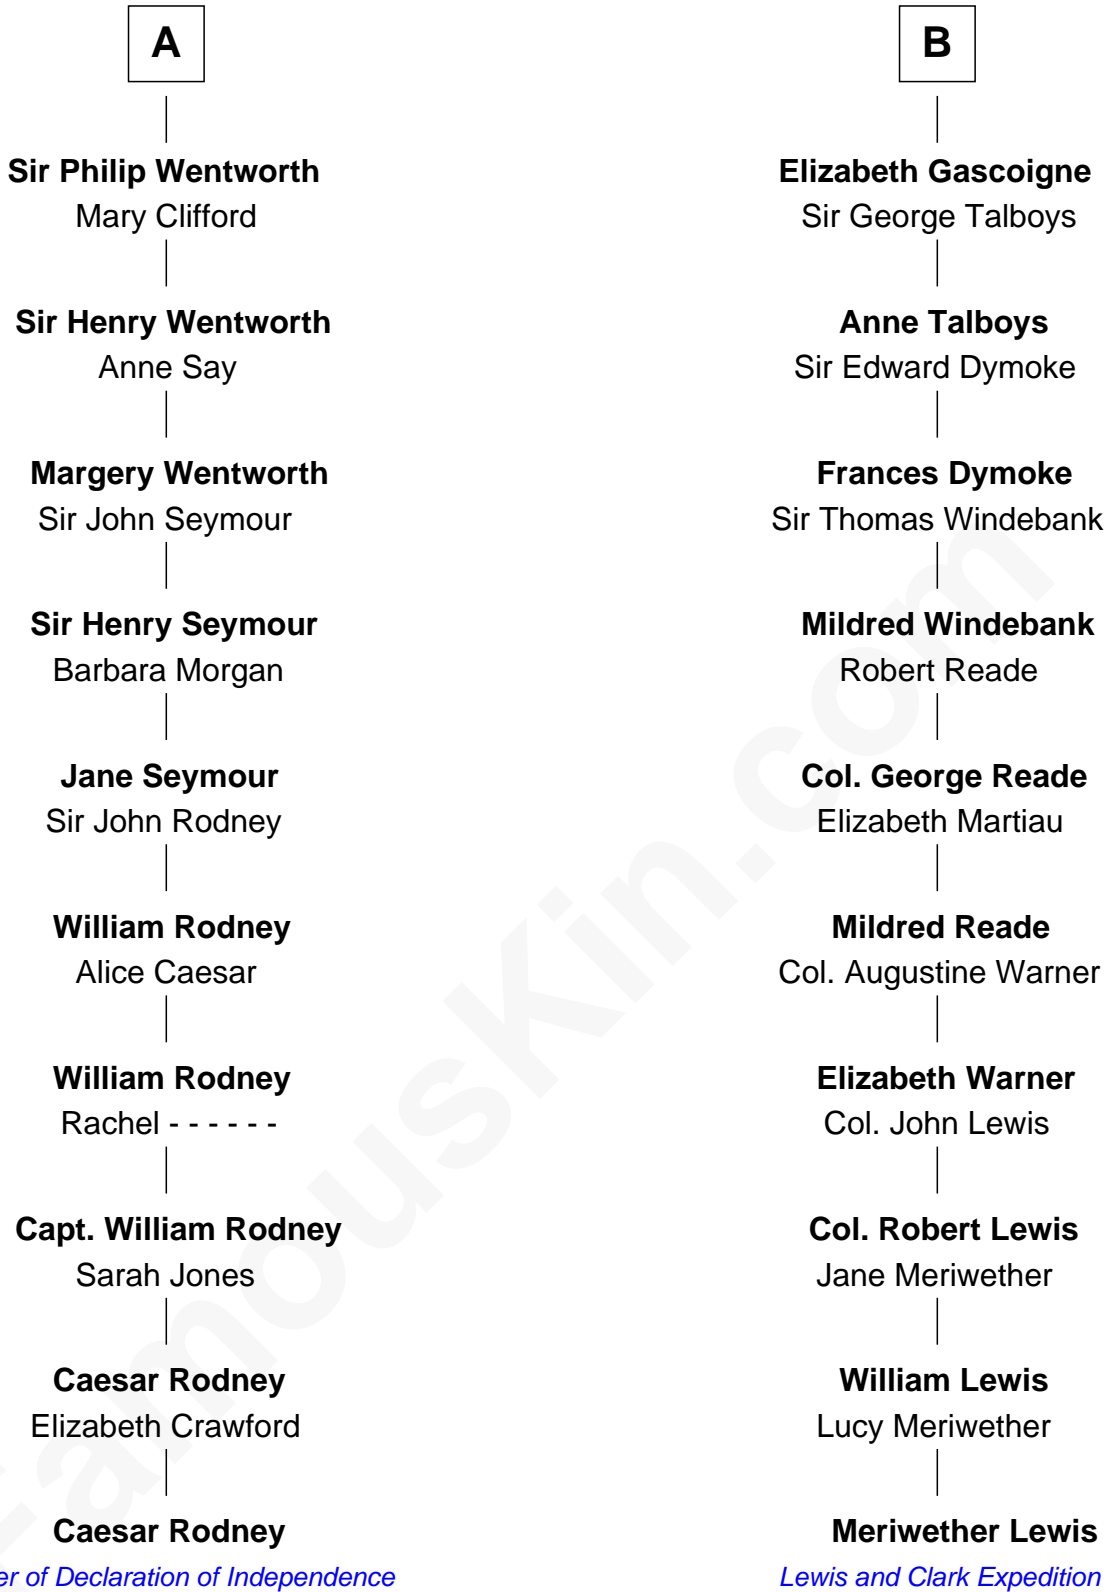 A
Sir Philip Wentworth
Mary Clifford
Sir Henry Wentworth
Anne Say
Margery Wentworth
Sir John Seymour
Sir Henry Seymour
Barbara Morgan
Jane Seymour
Sir John Rodney
William Rodney
Alice Caesar
William Rodney
Rachel - - - - - -
Capt. William Rodney
Sarah Jones
Caesar Rodney
Elizabeth Crawford
Caesar Rodney
er of Declaration of Independence
B
Elizabeth Gascoigne
Sir George Talboys
Anne Talboys
Sir Edward Dymoke
Frances Dymoke
Sir Thomas Windebank
Mildred Windebank
Robert Reade
Col. George Reade
Elizabeth Martiau
Mildred Reade
Col. Augustine Warner
Elizabeth Warner
Col. John Lewis
Col. Robert Lewis
Jane Meriwether
William Lewis
Lucy Meriwether
Meriwether Lewis
Lewis and Clark Expedition
FamousKin.com